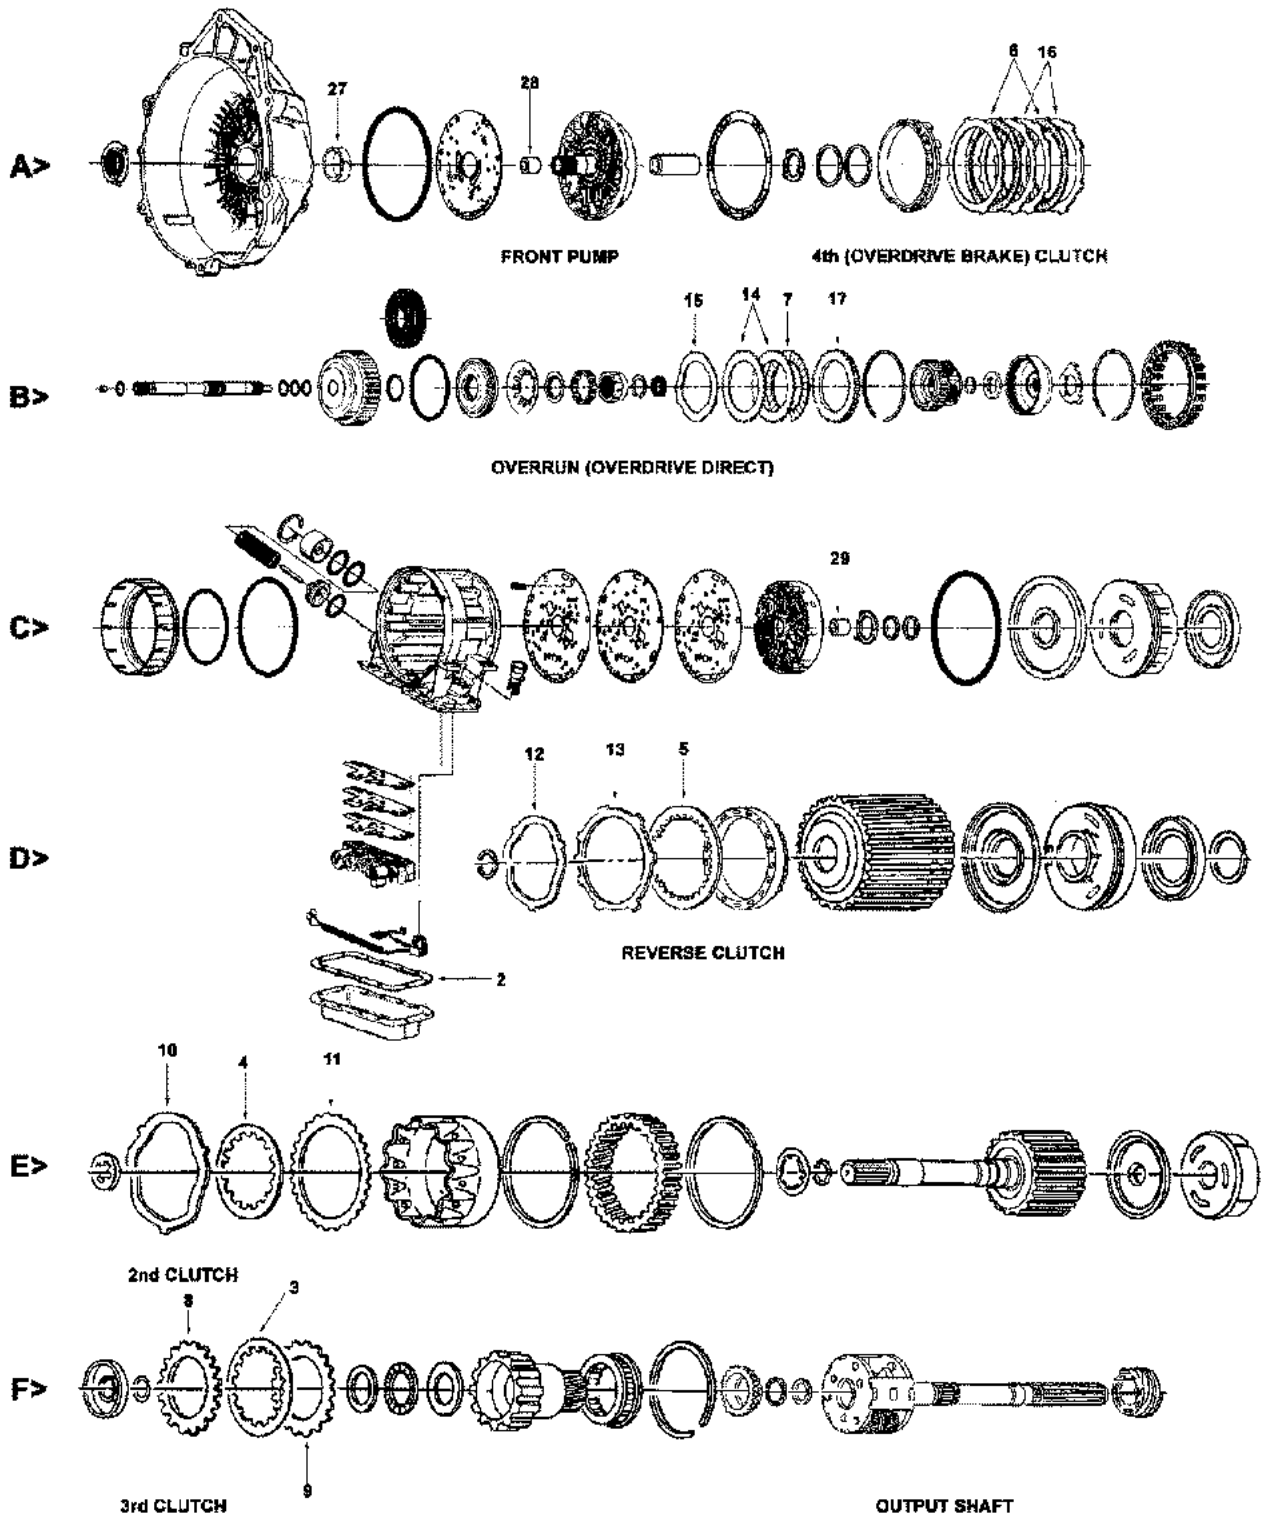 6 16
27
28
A>
FRONT PUMP
4th (OVERDRIVE BRAKE) CLUTCH
15 14 7 17
B>
OVERRUN (OVERDRIVE DIRECT)
29
C>
12 13 5
D>
REVERSE CLUTCH
2
10 4 11
E>
2nd CLUTCH
8 3
F>
9
3rd CLUTCH
OUTPUT SHAFT